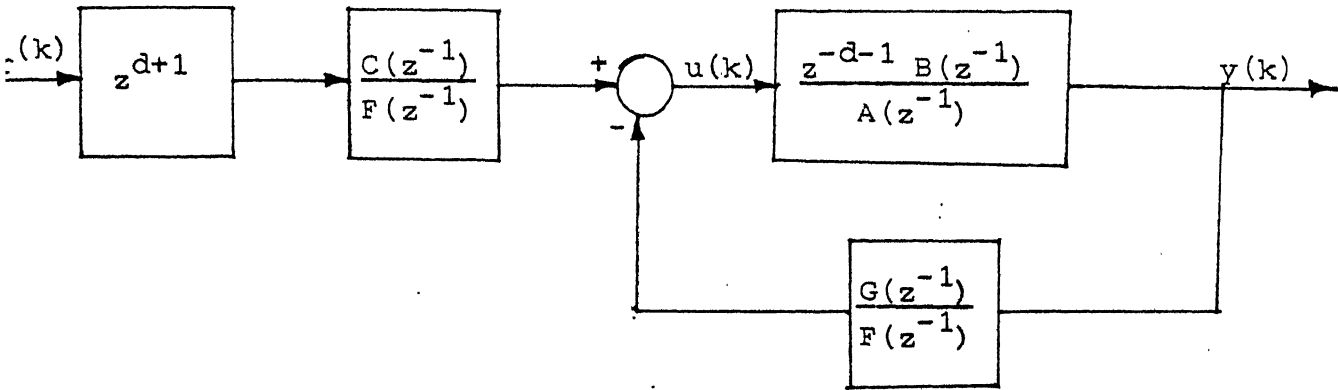 (k)
z^{d+1}
C(z^{-1})
F(z^{-1})
+
-
u(k)
z^{-d-1} B(z^{-1})
A(z^{-1})
y(k)
G(z^{-1})
F(z^{-1})